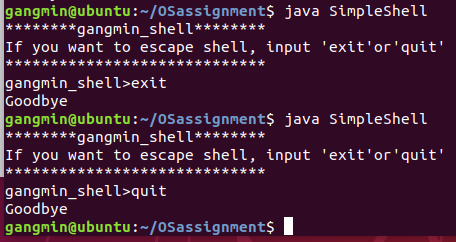 gangmin@ubuntu:~/OSassignment$ java SimpleShell
********gangmin_shell********
If you want to escape shell, input 'exit'or'quit'
*****************************
gangmin_shell>exit
Goodbye
gangmin@ubuntu:~/OSassignment$ java SimpleShell
********gangmin_shell********
If you want to escape shell, input 'exit'or'quit'
*****************************
gangmin_shell>quit
Goodbye
gangmin@ubuntu:~/OSassignment$